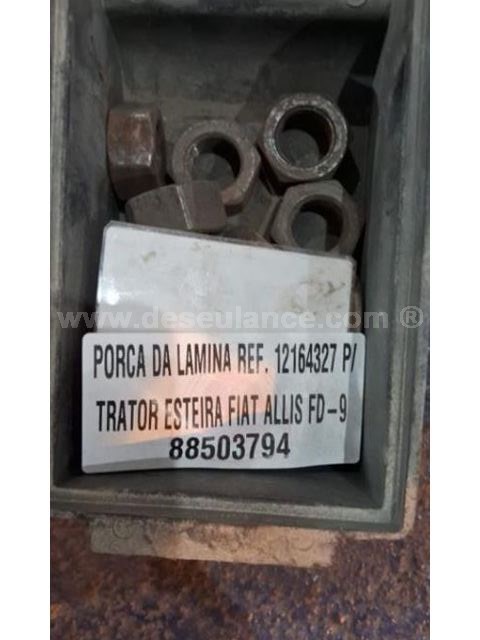 www.deseulance.com ®
PORCA DA LAMINA REF. 12164327 P/
TRATOR ESTEIRA FIAT ALLIS FD-9
88503794